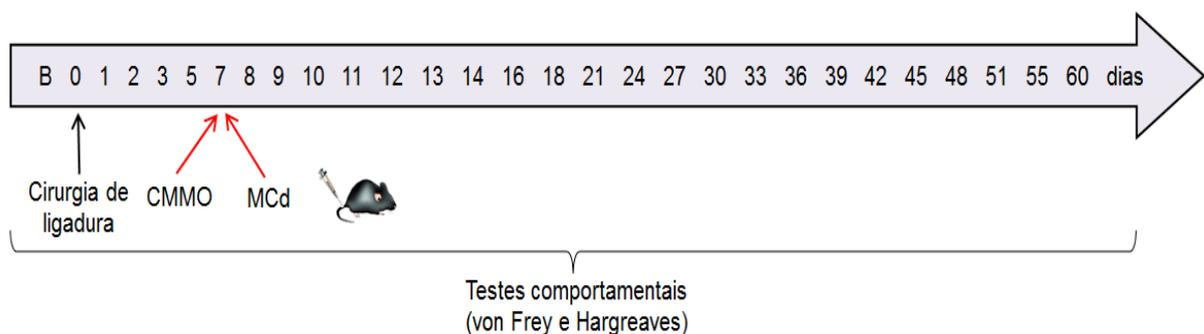 B 0 1 2 3 5 7 8 9 10 11 12 13 14 16 18 21 24 27 30 33 36 39 42 45 48 51 55 60 dias
Cirurgia de
ligadura
CMMO
MCd
Testes comportamentais
(von Frey e Hargreaves)